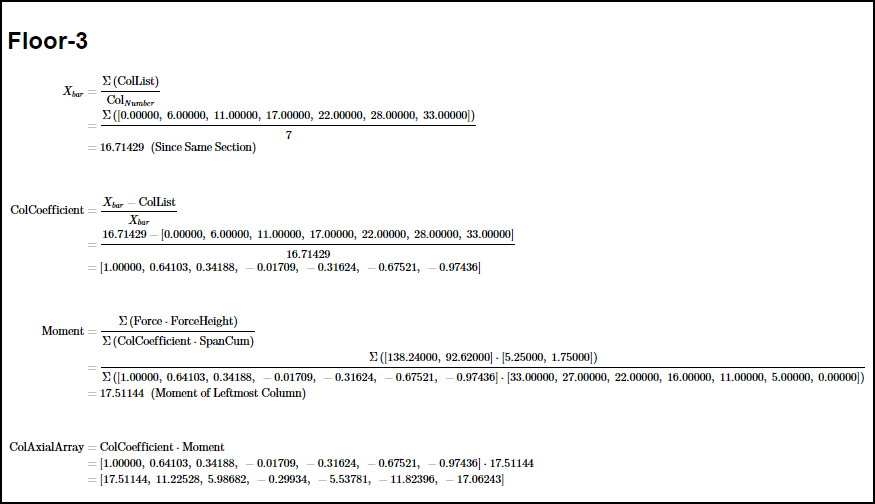 Floor-3
X_bar = Σ (ColList) / Col_Number
= Σ ([0.00000, 6.00000, 11.00000, 17.00000, 22.00000, 28.00000, 33.00000]) / 7
= 16.71429 (Since Same Section)
ColCoefficient = X_bar − ColList / X_bar
= 16.71429 − [0.00000, 6.00000, 11.00000, 17.00000, 22.00000, 28.00000, 33.00000] / 16.71429
= [1.00000, 0.64103, 0.34188, − 0.01709, − 0.31624, − 0.67521, − 0.97436]
Moment = Σ (Force · ForceHeight) / Σ (ColCoefficient · SpanCum)
= Σ ([138.24000, 92.62000] · [5.25000, 1.75000]) / Σ ([1.00000, 0.64103, 0.34188, − 0.01709, − 0.31624, − 0.67521, − 0.97436] · [33.00000, 27.00000, 22.00000, 16.00000, 11.00000, 5.00000, 0.00000])
= 17.51144 (Moment of Leftmost Column)
ColAxialArray = ColCoefficient · Moment
= [1.00000, 0.64103, 0.34188, − 0.01709, − 0.31624, − 0.67521, − 0.97436] · 17.51144
= [17.51144, 11.22528, 5.98682, − 0.29934, − 5.53781, − 11.82396, − 17.06243]